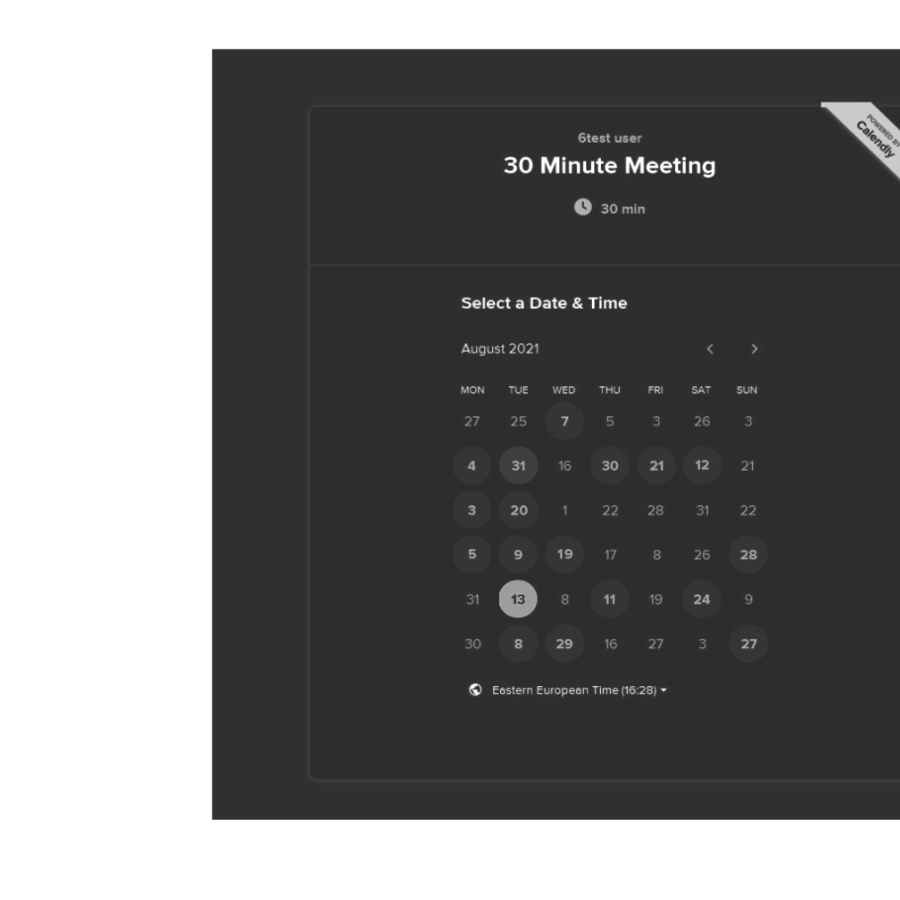 6test user
30 Minute Meeting
30 min
POWERED BY
Calendly
Select a Date & Time
August 2021
MON TUE WED THU FRI SAT SUN
27 25 7 5 3 26 3
4 31 16 30 21 12 21
3 20 1 22 28 31 22
5 9 19 17 8 26 28
31 13 8 11 19 24 9
30 8 29 16 27 3 27
Eastern European Time (16:28)